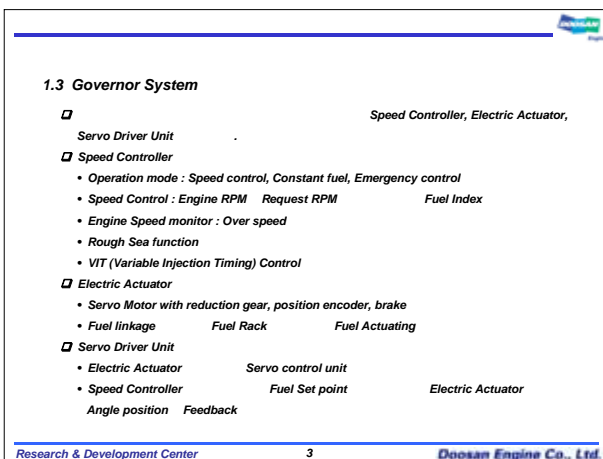 DOOSAN
1.3 Governor System
❑ Speed Controller, Electric Actuator,
Servo Driver Unit .
❑ Speed Controller
• Operation mode : Speed control, Constant fuel, Emergency control
• Speed Control : Engine RPM Request RPM Fuel Index
• Engine Speed monitor : Over speed
• Rough Sea function
• VIT (Variable Injection Timing) Control
❑ Electric Actuator
• Servo Motor with reduction gear, position encoder, brake
• Fuel linkage Fuel Rack Fuel Actuating
❑ Servo Driver Unit
• Electric Actuator Servo control unit
• Speed Controller Fuel Set point Electric Actuator
Angle position Feedback
Research & Development Center 3 Doosan Engine Co., Ltd.